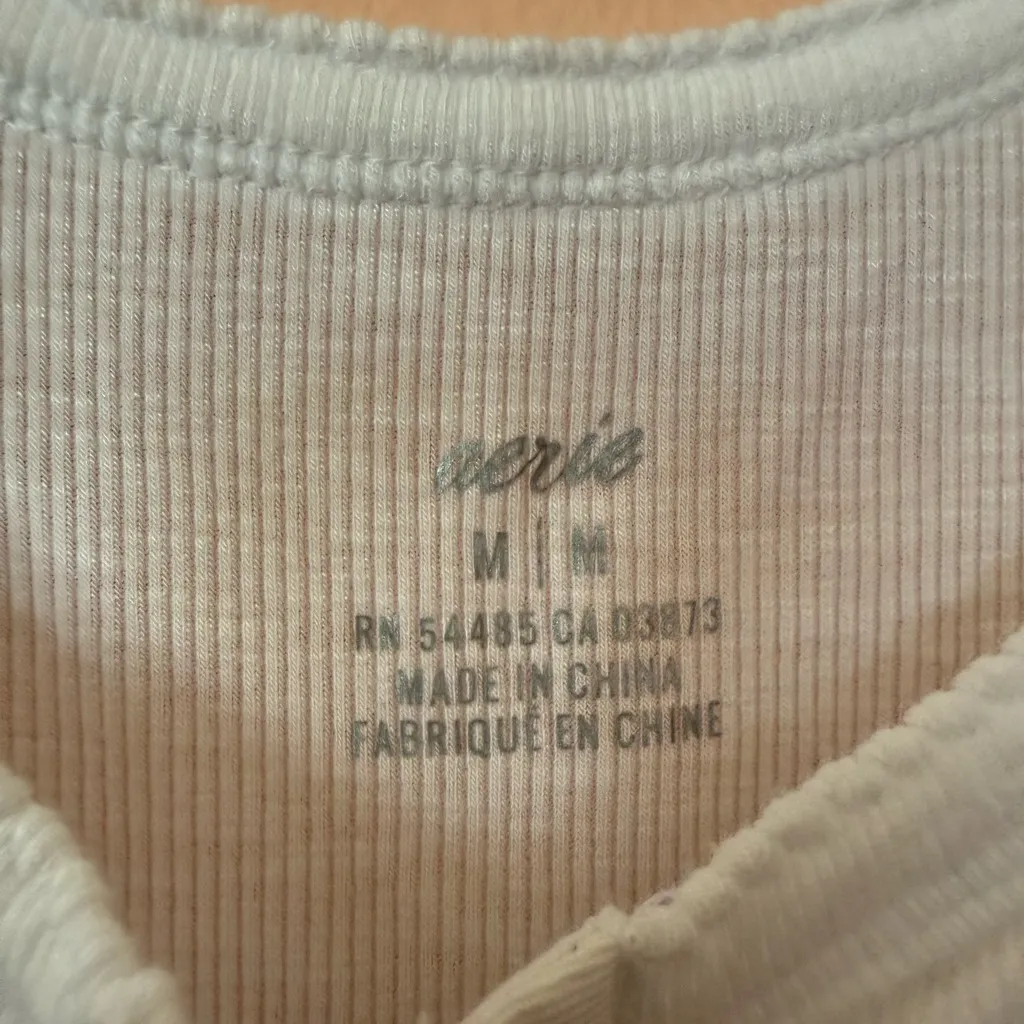 aerie
M | M
RN 54485 CA 03873
MADE IN CHINA
FABRIQUÉ EN CHINE